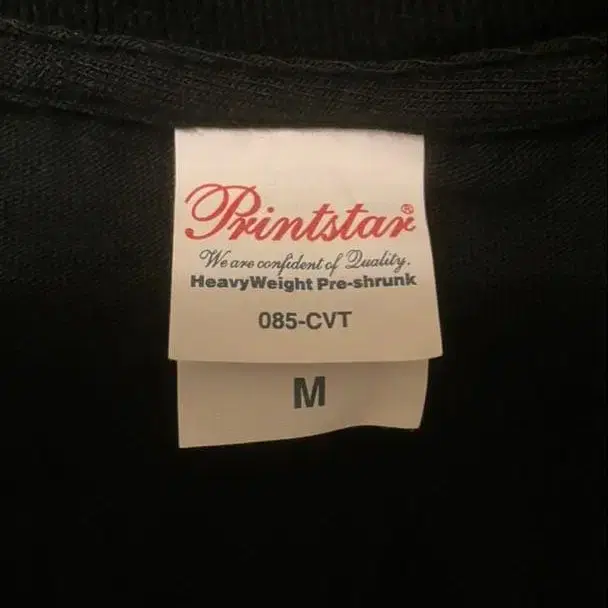 Printstar®
We are confident of Quality.
HeavyWeight Pre-shrunk
085-CVT
M